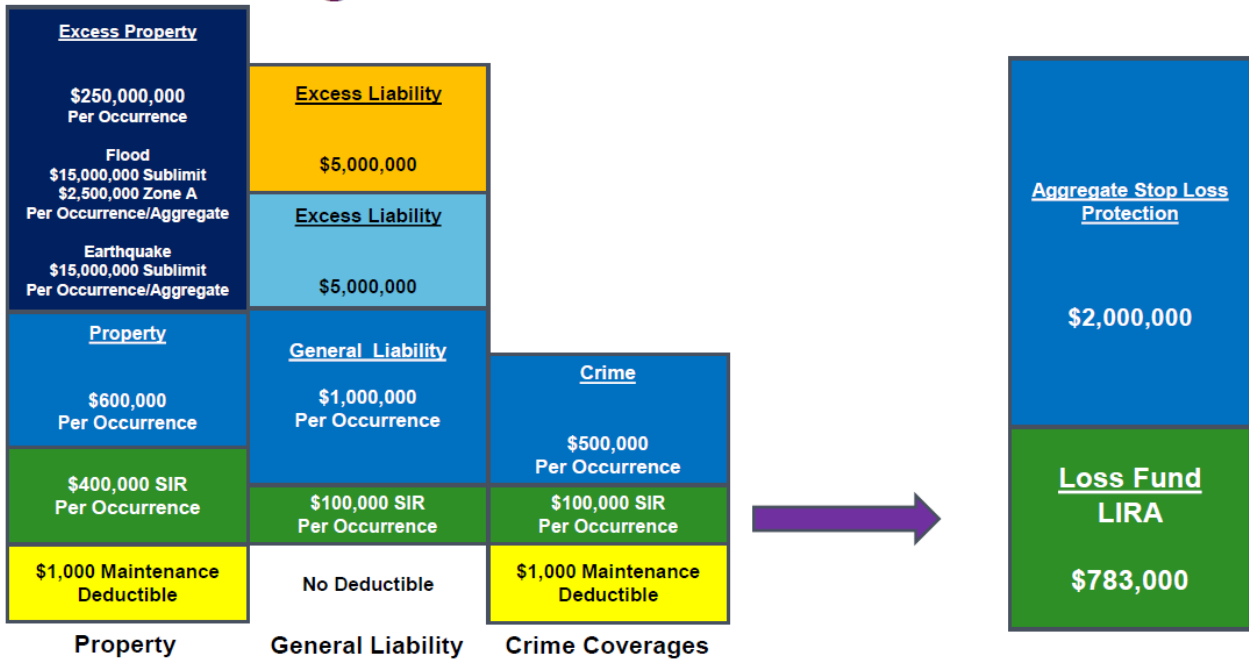 Excess Property
$250,000,000
Per Occurrence
Flood
$15,000,000 Sublimit
$2,500,000 Zone A
Per Occurrence/Aggregate
Earthquake
$15,000,000 Sublimit
Per Occurrence/Aggregate
Property
$600,000
Per Occurrence
$400,000 SIR
Per Occurrence
$1,000 Maintenance
Deductible
Property
Excess Liability
$5,000,000
Excess Liability
$5,000,000
General Liability
$1,000,000
Per Occurrence
$100,000 SIR
Per Occurrence
No Deductible
General Liability
Crime
$500,000
Per Occurrence
$100,000 SIR
Per Occurrence
$1,000 Maintenance
Deductible
Crime Coverages
Aggregate Stop Loss
Protection
$2,000,000
Loss Fund
LIRA
$783,000